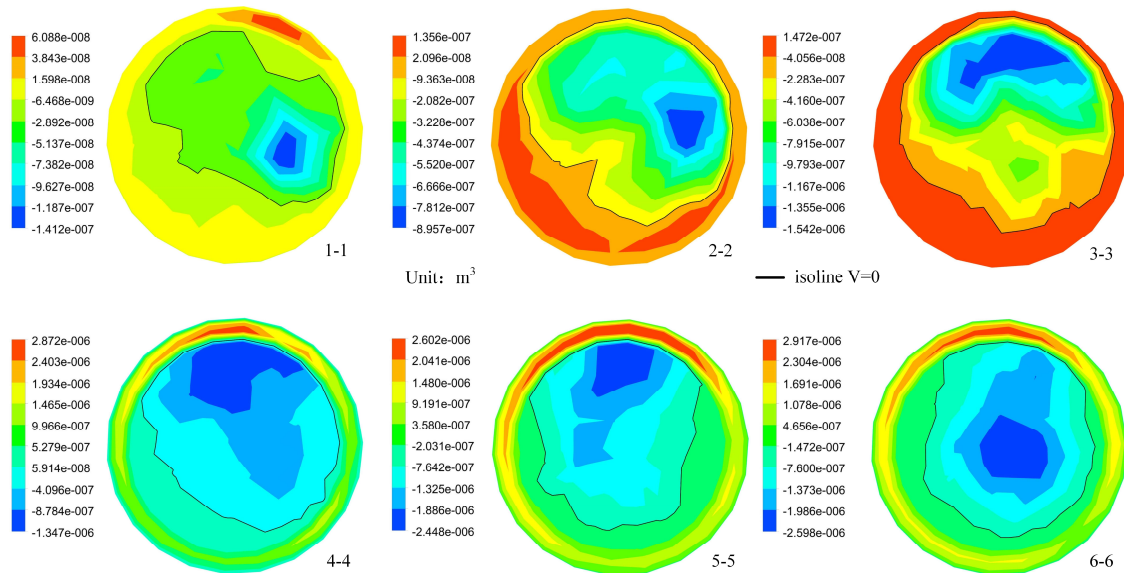 6.088e-008
3.843e-008
1.598e-008
-6.468e-009
-2.892e-008
-5.137e-008
-7.382e-008
-9.627e-008
-1.187e-007
-1.412e-007
1-1
1.356e-007
2.096e-008
-9.363e-008
-2.082e-007
-3.228e-007
-4.374e-007
-5.520e-007
-6.666e-007
-7.812e-007
-8.957e-007
2-2
1.472e-007
-4.056e-008
-2.283e-007
-4.160e-007
-6.038e-007
-7.915e-007
-9.793e-007
-1.167e-006
-1.355e-006
-1.542e-006
3-3
Unit: m³
isoline V=0
2.872e-006
2.403e-006
1.934e-006
1.465e-006
9.966e-007
5.279e-007
5.914e-008
-4.096e-007
-8.784e-007
-1.347e-006
4-4
2.602e-006
2.041e-006
1.480e-006
9.191e-007
3.580e-007
-2.031e-007
-7.642e-007
-1.325e-006
-1.886e-006
-2.448e-006
5-5
2.917e-006
2.304e-006
1.691e-006
1.078e-006
4.656e-007
-1.472e-007
-7.600e-007
-1.373e-006
-1.986e-006
-2.598e-006
6-6